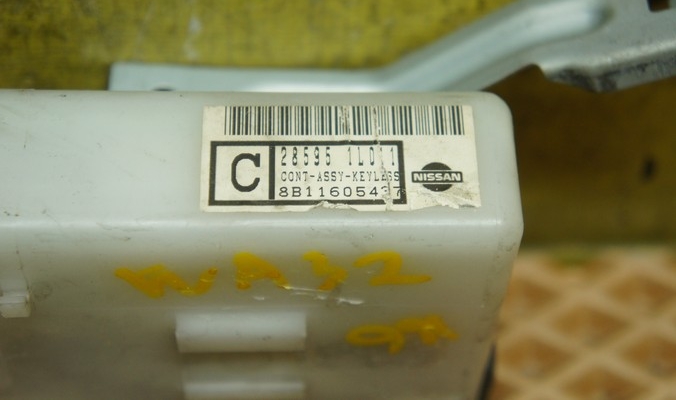 C
28595 1L011
CONT-ASSY-KEYLESS
8B11605437
NISSAN
WA32